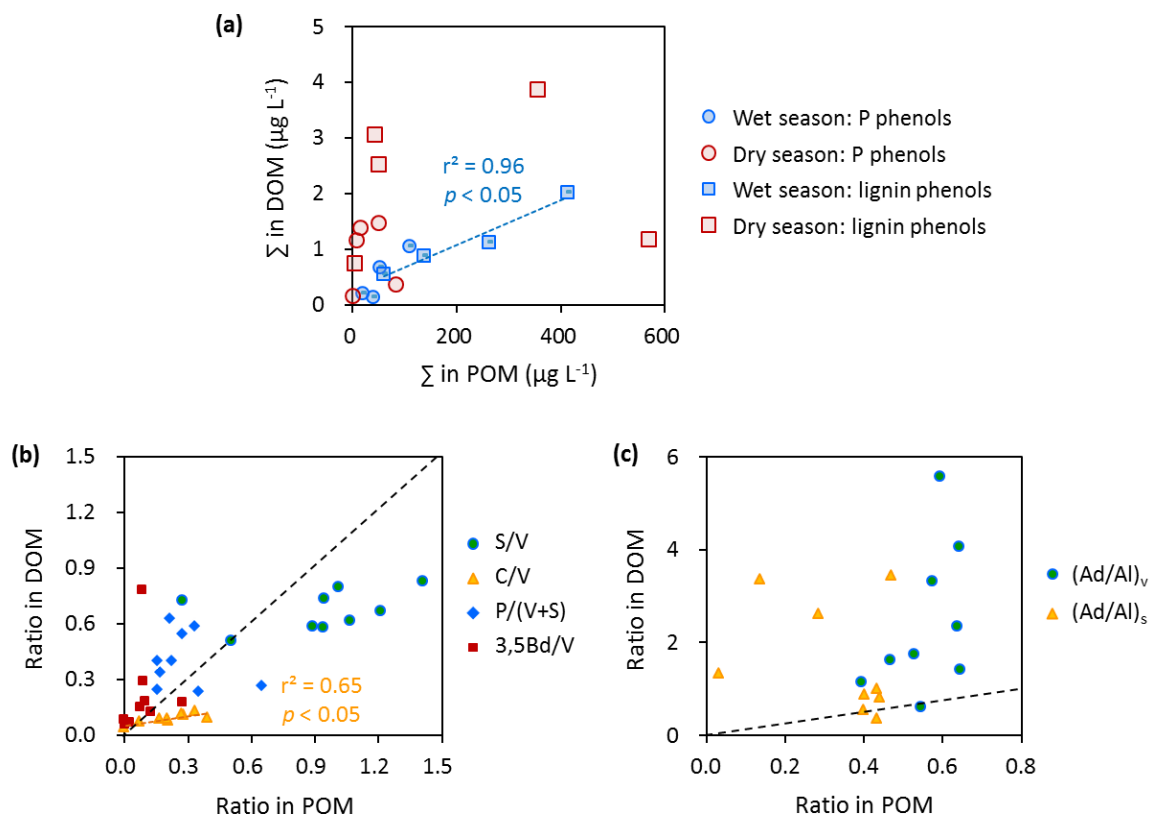 (a)
∑ in DOM (µg L⁻¹)
5
4
3
2
1
0
0 200 400 600
∑ in POM (µg L⁻¹)
r² = 0.96
p < 0.05
Wet season: P phenols
Dry season: P phenols
Wet season: lignin phenols
Dry season: lignin phenols
(b)
Ratio in DOM
1.5
1.2
0.9
0.6
0.3
0
0.0 0.3 0.6 0.9 1.2 1.5
Ratio in POM
r² = 0.65
p < 0.05
S/V
C/V
P/(V+S)
3,5Bd/V
(c)
Ratio in DOM
6
4
2
0
0.0 0.2 0.4 0.6 0.8
Ratio in POM
(Ad/Al)ᵥ
(Ad/Al)ₛ